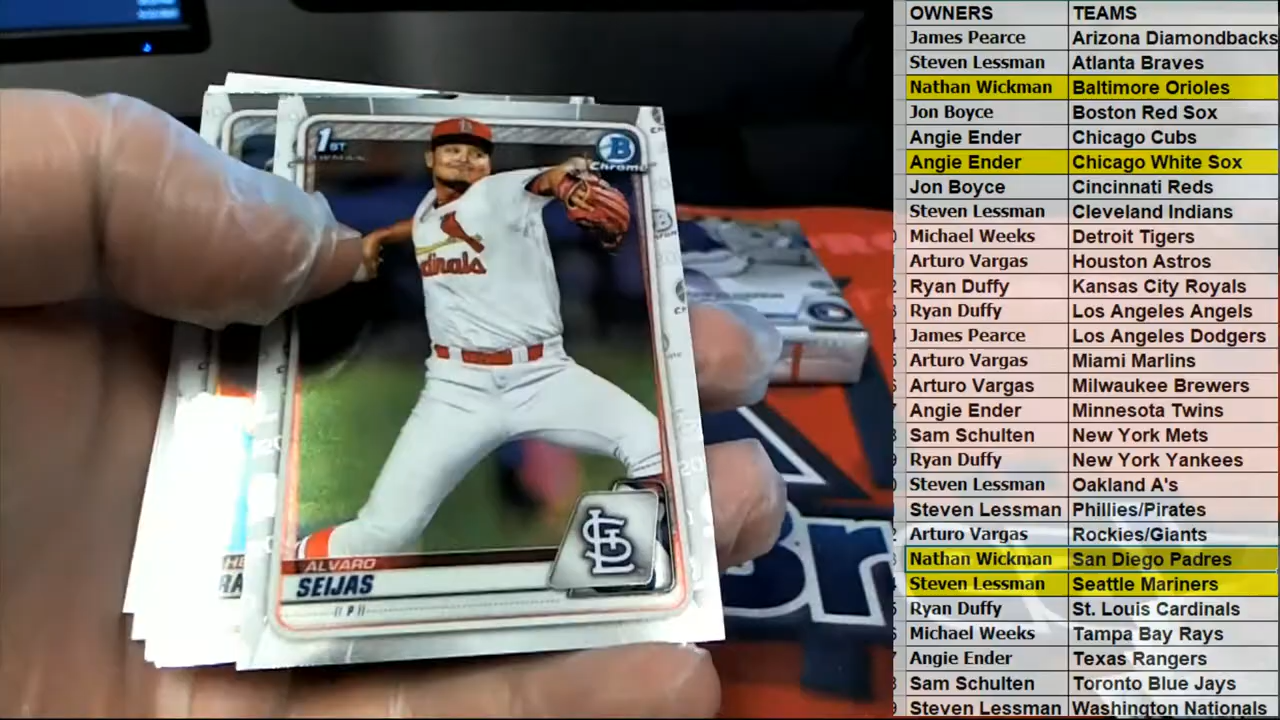 1ST
BOWMAN
B
Chrome
Cardinals
ALVARO
SEIJAS
P
STL
OWNERS TEAMS
James Pearce Arizona Diamondbacks
Steven Lessman Atlanta Braves
Nathan Wickman Baltimore Orioles
Jon Boyce Boston Red Sox
Angie Ender Chicago Cubs
Angie Ender Chicago White Sox
Jon Boyce Cincinnati Reds
Steven Lessman Cleveland Indians
Michael Weeks Detroit Tigers
Arturo Vargas Houston Astros
Ryan Duffy Kansas City Royals
Ryan Duffy Los Angeles Angels
James Pearce Los Angeles Dodgers
Arturo Vargas Miami Marlins
Arturo Vargas Milwaukee Brewers
Angie Ender Minnesota Twins
Sam Schulten New York Mets
Ryan Duffy New York Yankees
Steven Lessman Oakland A's
Steven Lessman Phillies/Pirates
Arturo Vargas Rockies/Giants
Nathan Wickman San Diego Padres
Steven Lessman Seattle Mariners
Ryan Duffy St. Louis Cardinals
Michael Weeks Tampa Bay Rays
Angie Ender Texas Rangers
Sam Schulten Toronto Blue Jays
Steven Lessman Washington Nationals